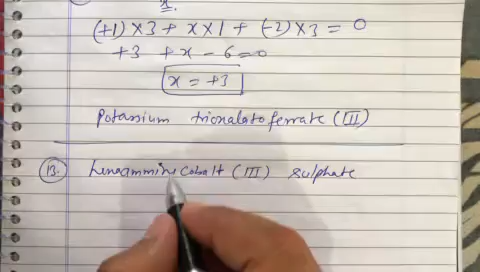 x.
(+1) × 3 + x × 1 + (-2) × 3 = 0
+3 + x - 6 = 0
x = +3
Potassium trioxalatoferrate (III)
13. hexaammine cobalt (III) sulphate